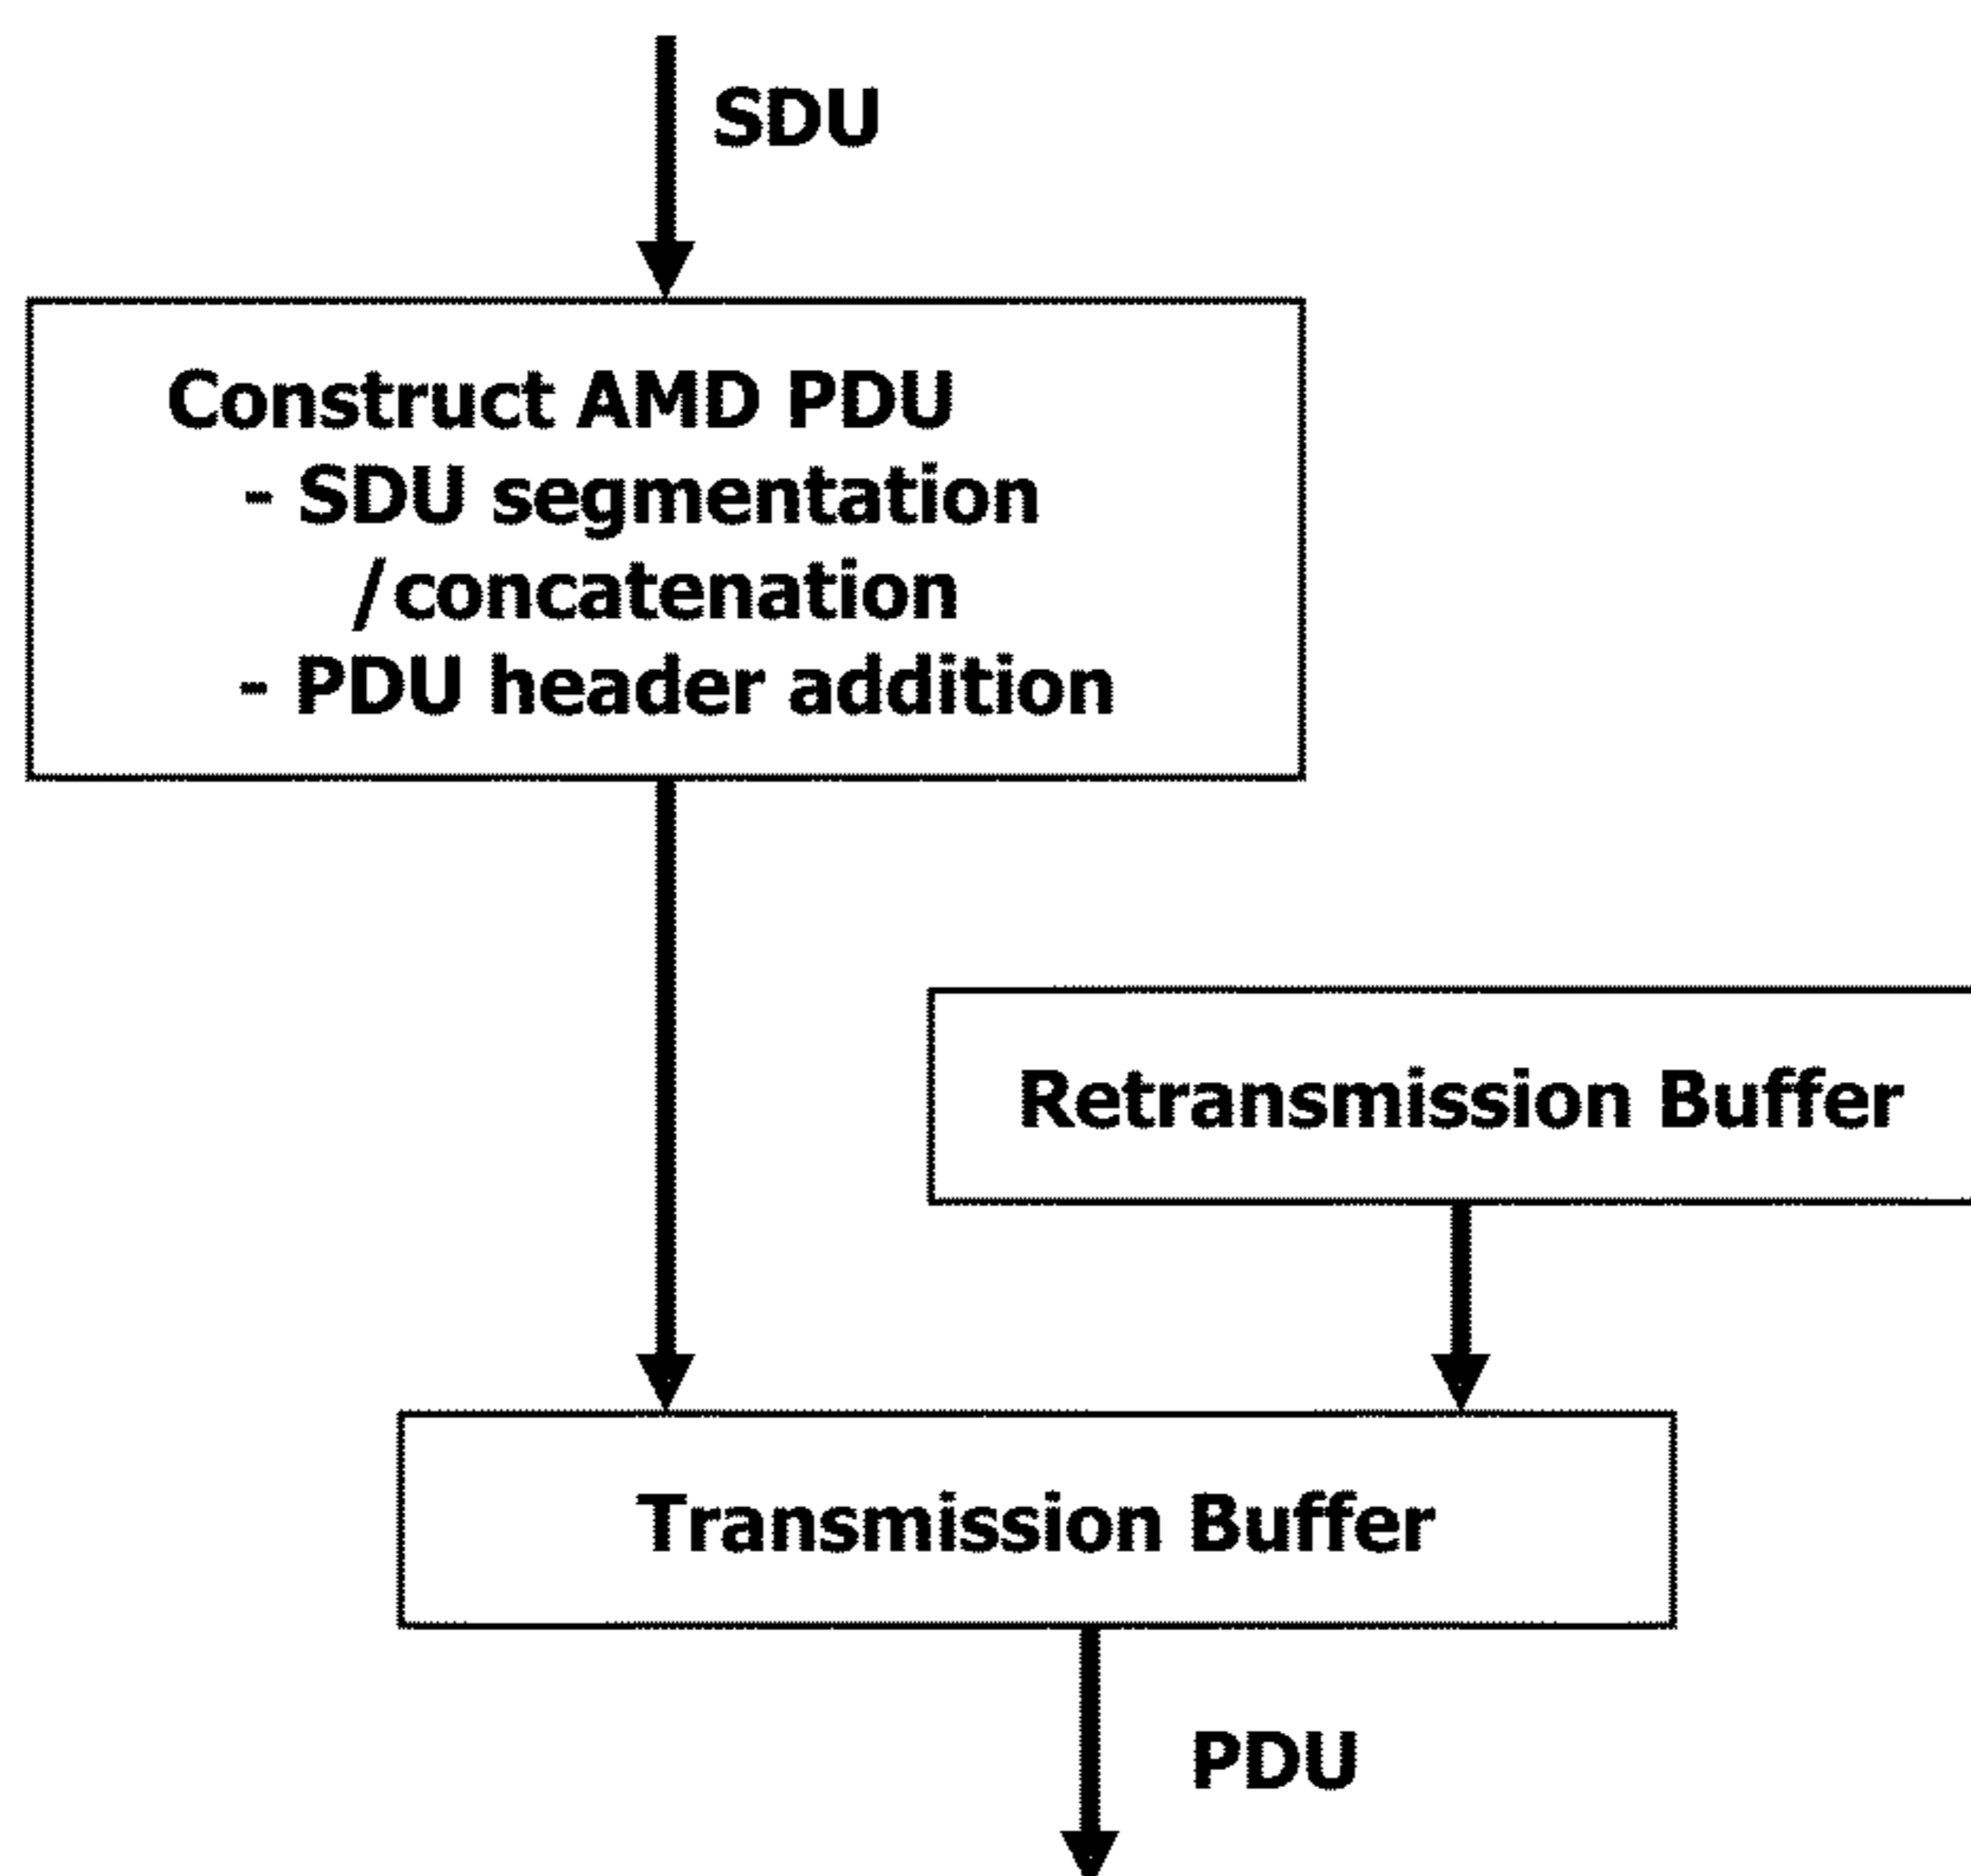 SDU
Construct AMD PDU
- SDU segmentation
/concatenation
- PDU header addition
Retransmission Buffer
Transmission Buffer
PDU